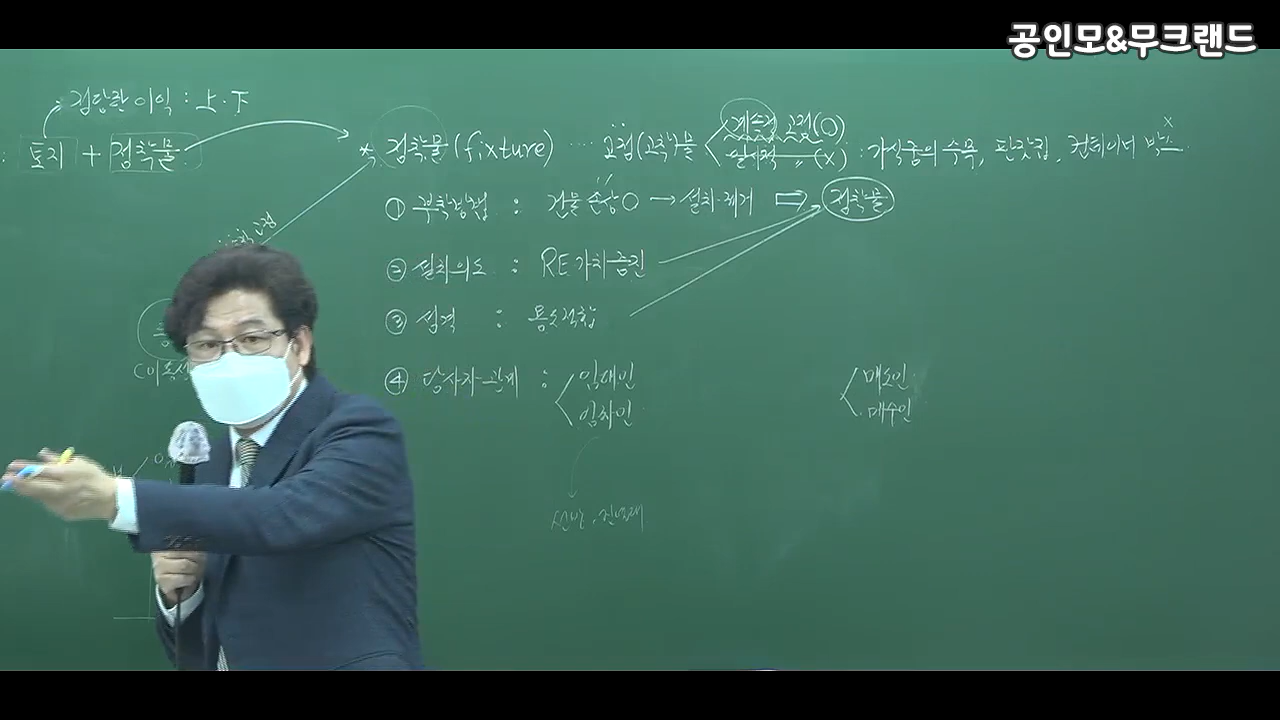 공인모&무크랜드
정당한 이익 : 上·下
토지 + 정착물
* 정착물(fixture) ··· 고정(고착)물
계속적 고정(O)
일시적 〃 (X) : 가식중의 수목, 판잣집, 컨테이너 박스 X
① 부착방법 : 건물 손상O → 설치·제거 ⇒ 정착물
② 설치의도 : RE 가치증진
③ 성격 : 용도적합
④ 당사자 관계 : 임대인
임차인
매도인
매수인
선반, 진열대